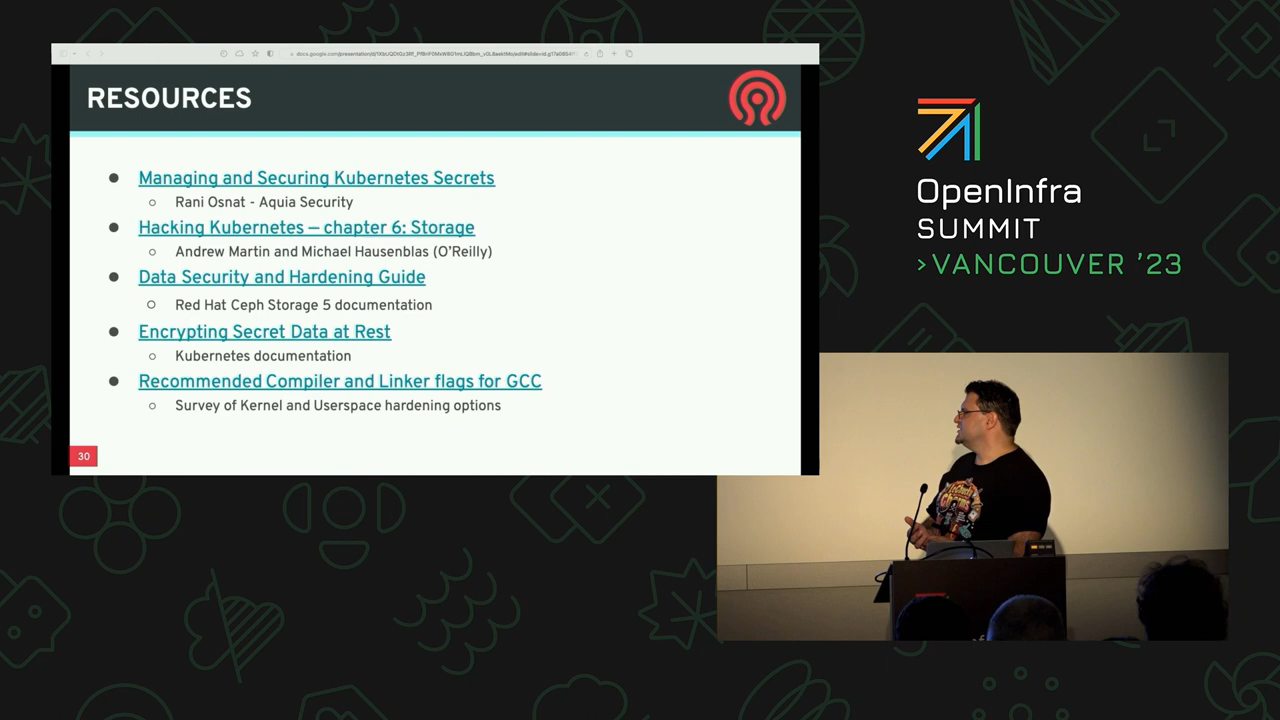 RESOURCES
Managing and Securing Kubernetes Secrets
Rani Osnat - Aquia Security
Hacking Kubernetes – chapter 6: Storage
Andrew Martin and Michael Hausenblas (O'Reilly)
Data Security and Hardening Guide
Red Hat Ceph Storage 5 documentation
Encrypting Secret Data at Rest
Kubernetes documentation
Recommended Compiler and Linker flags for GCC
Survey of Kernel and Userspace hardening options
30
OpenInfra
SUMMIT
>VANCOUVER '23